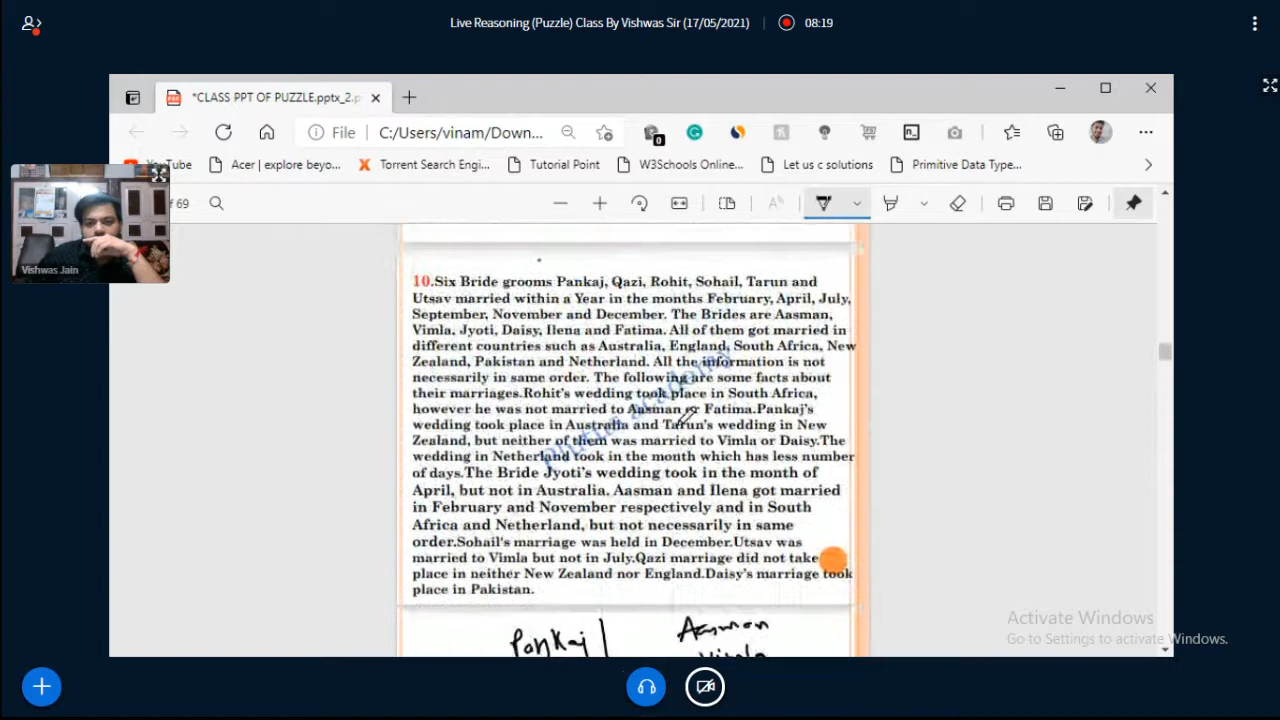 Live Reasoning (Puzzle) Class By Vishwas Sir (17/05/2021)
08:19
*CLASS PPT OF PUZZLE.pptx_2.p
File
C:/Users/vinam/Down...
0
YouTube
Acer | explore beyo...
Torrent Search Engi...
Tutorial Point
W3Schools Online...
Let us c solutions
Primitive Data Type...
of 69
Vishwas Jain
10.Six Bride grooms Pankaj, Qazi, Rohit, Sohail, Tarun and
Utsav married within a Year in the months February, April, July,
September, November and December. The Brides are Aasman,
Vimla, Jyoti, Daisy, Ilena and Fatima. All of them got married in
different countries such as Australia, England, South Africa, New
Zealand, Pakistan and Netherland. All the information is not
necessarily in same order. The following are some facts about
their marriages.Rohit's wedding took place in South Africa,
however he was not married to Aasman or Fatima.Pankaj's
wedding took place in Australia and Tarun's wedding in New
Zealand, but neither of them was married to Vimla or Daisy.The
wedding in Netherland took in the month which has less number
of days.The Bride Jyoti's wedding took in the month of
April, but not in Australia. Aasman and Ilena got married
in February and November respectively and in South
Africa and Netherland, but not necessarily in same
order.Sohail's marriage was held in December.Utsav was
married to Vimla but not in July.Qazi marriage did not take
place in neither New Zealand nor England.Daisy's marriage took
place in Pakistan.
academy
Pankaj
Aasman
Vimla
Activate Windows
Go to Settings to activate Windows.